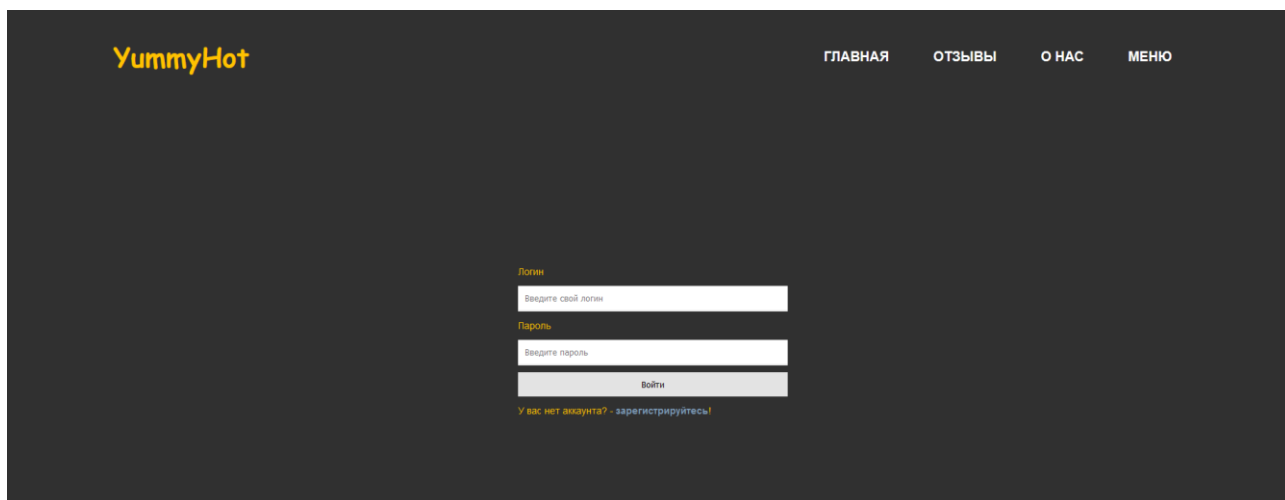 YummyHot
ГЛАВНАЯ ОТЗЫВЫ О НАС МЕНЮ
Логин
Введите свой логин
Пароль
Введите пароль
Войти
У вас нет аккаунта? - зарегистрируйтесь!